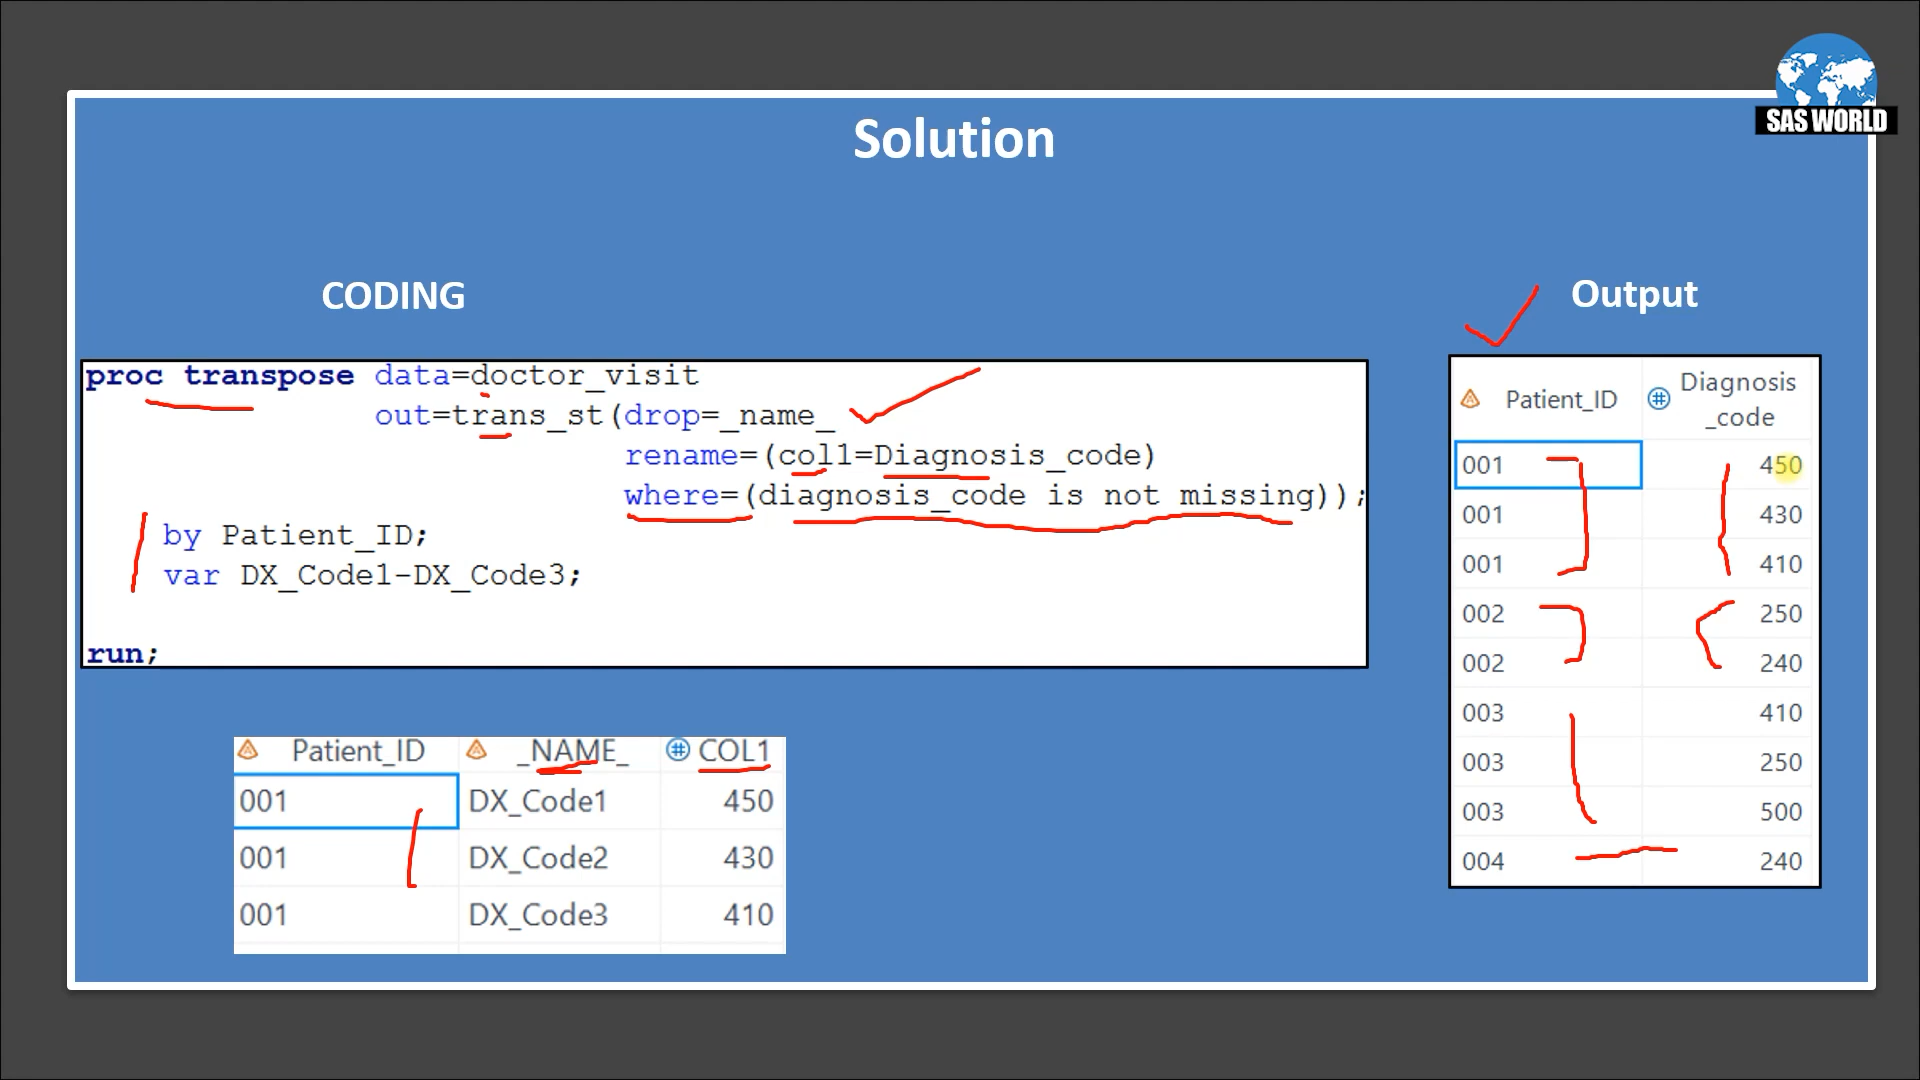 SAS WORLD
Solution
CODING
proc transpose data=doctor_visit
out=trans_st(drop=_name_
rename=(col1=Diagnosis_code)
where=(diagnosis_code is not missing));
by Patient_ID;
var DX_Code1-DX_Code3;
run;
Patient_ID _NAME_ COL1
001 DX_Code1 450
001 DX_Code2 430
001 DX_Code3 410
Output
Patient_ID Diagnosis
_code
001 450
001 430
001 410
002 250
002 240
003 410
003 250
003 500
004 240